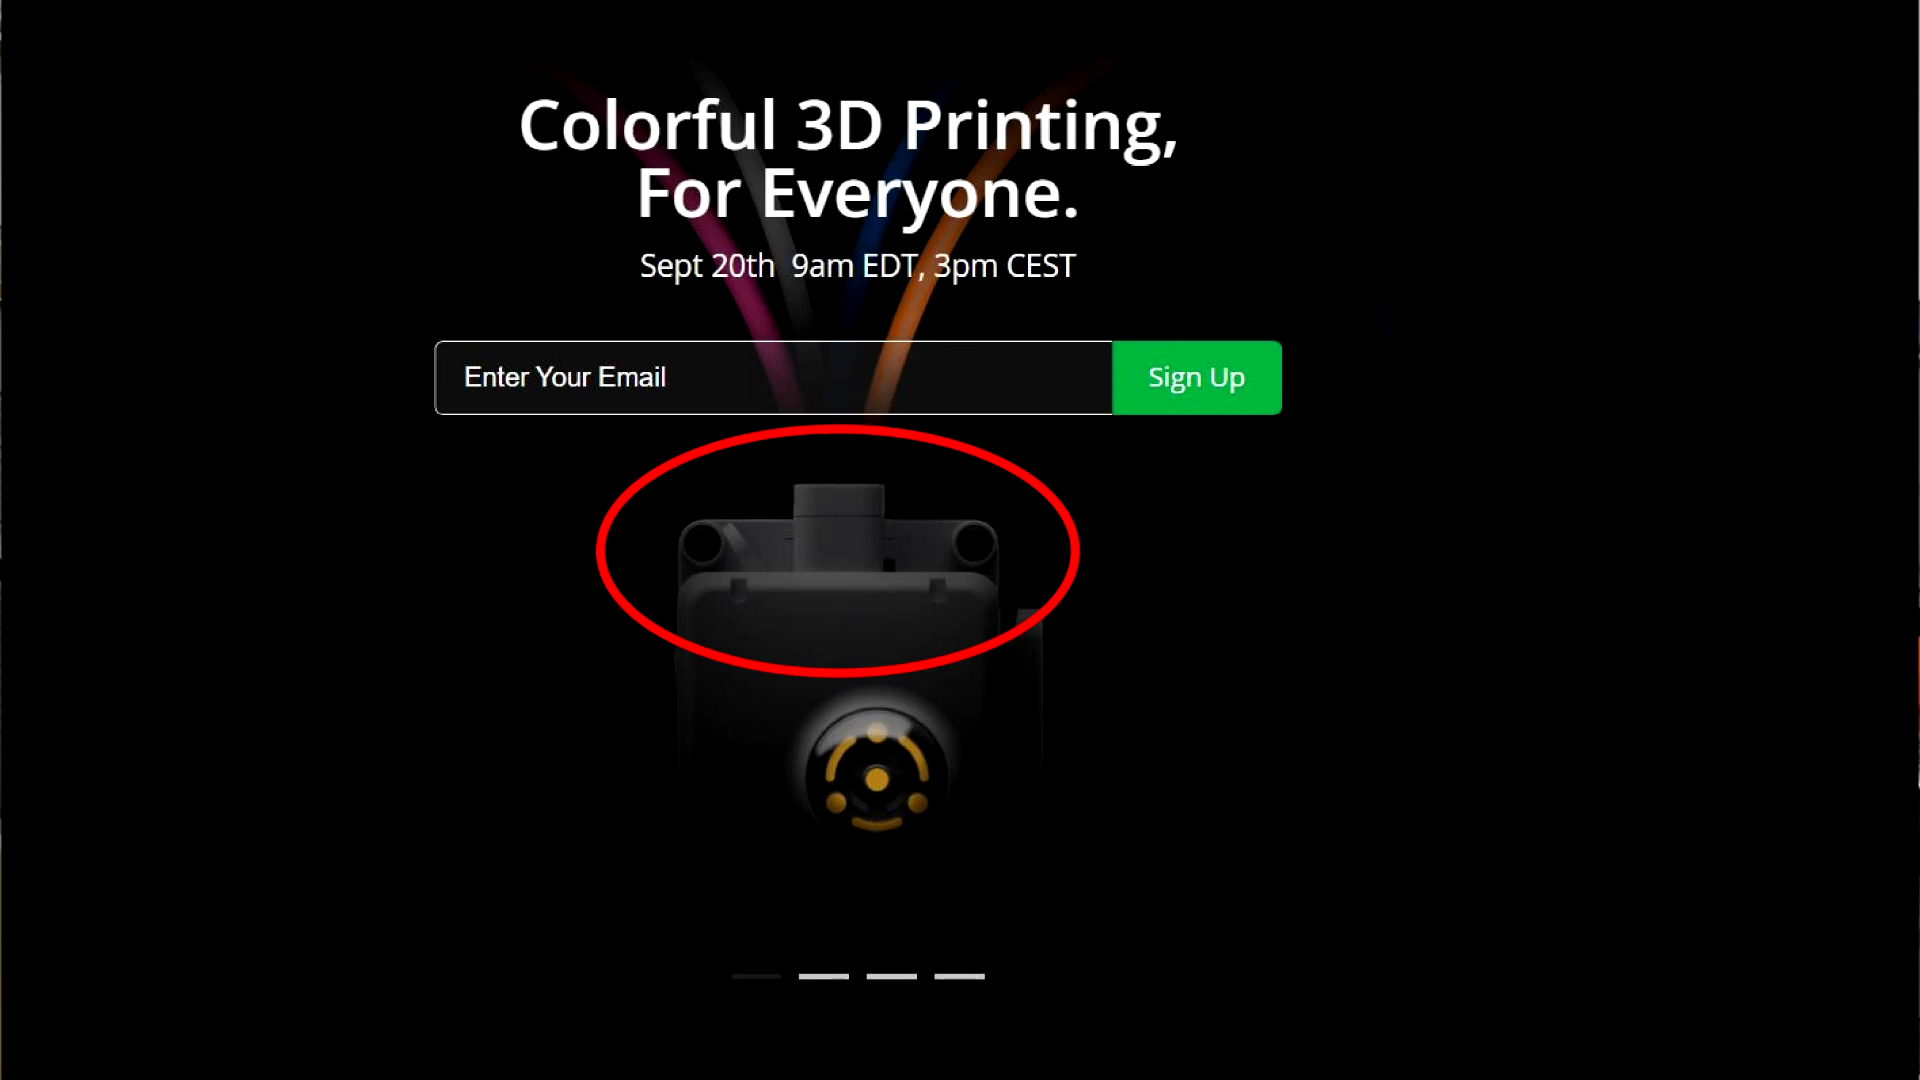 Colorful 3D Printing,
For Everyone.
Sept 20th 9am EDT, 3pm CEST
Enter Your Email
Sign Up